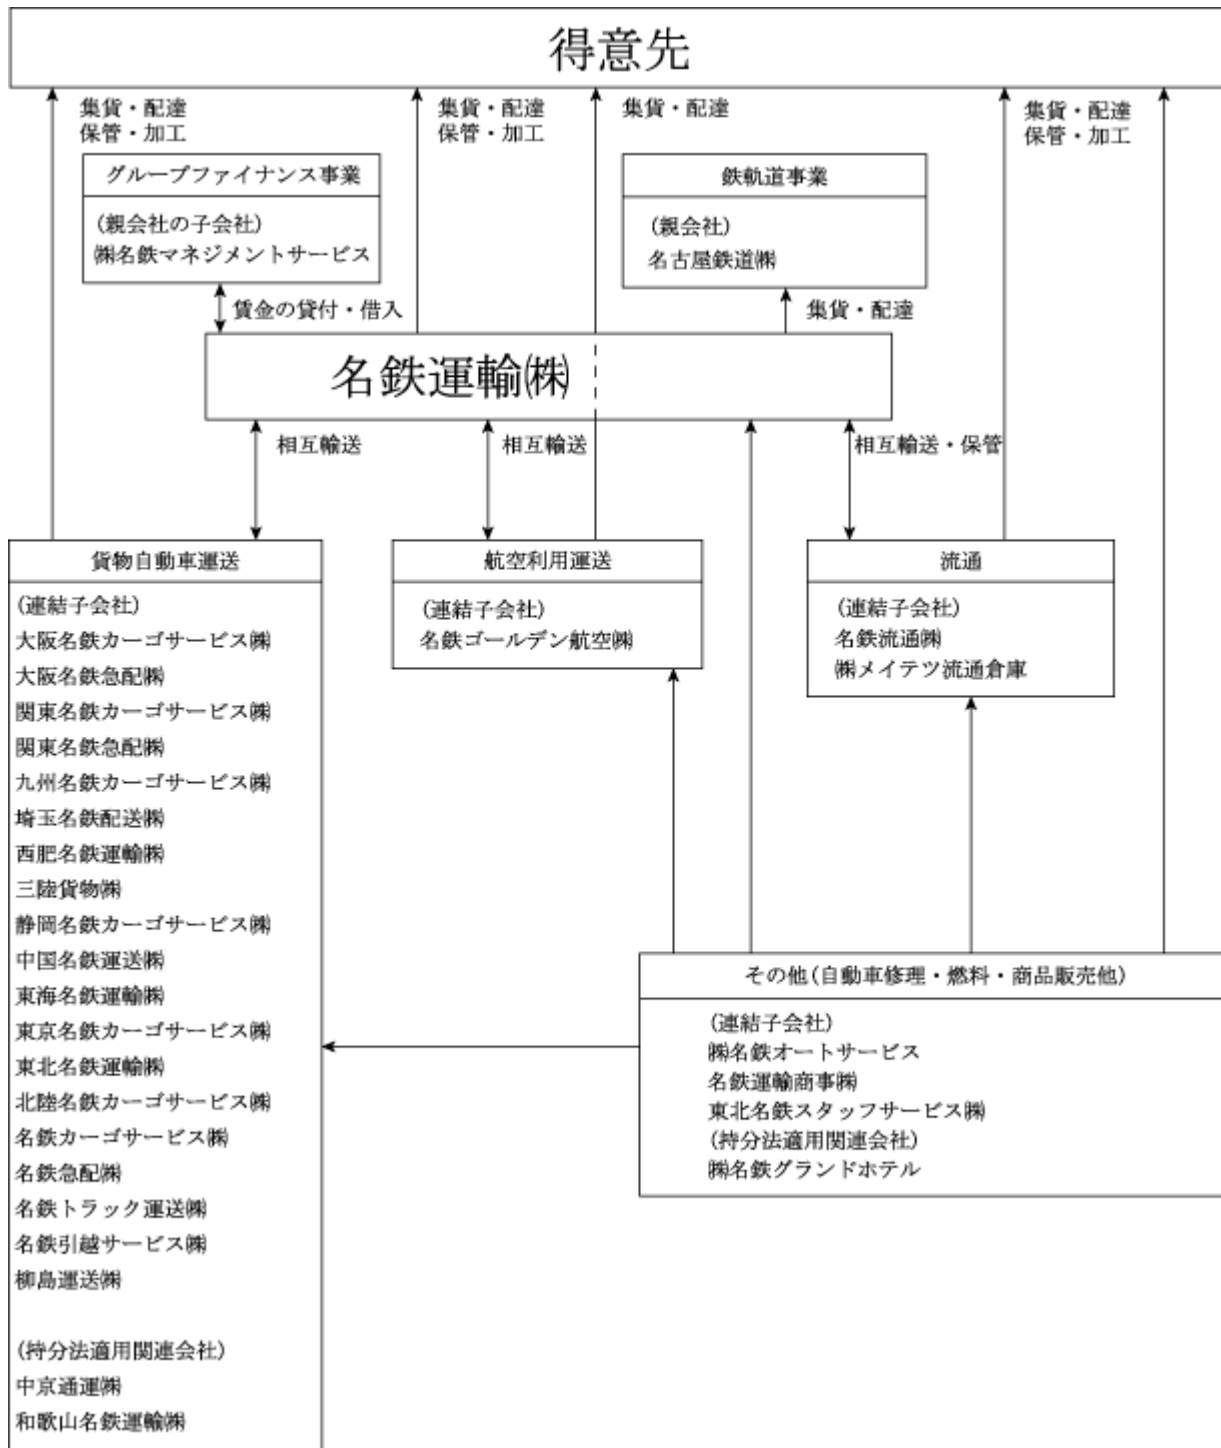 得意先
集貨・配達
保管・加工
集貨・配達
保管・加工
集貨・配達
集貨・配達
保管・加工
グループファイナンス事業
(親会社の子会社)
㈱名鉄マネジメントサービス
鉄軌道事業
(親会社)
名古屋鉄道㈱
賃金の貸付・借入
集貨・配達
名鉄運輸㈱
相互輸送
相互輸送
相互輸送・保管
貨物自動車運送
(連結子会社)
大阪名鉄カーゴサービス㈱
大阪名鉄急配㈱
関東名鉄カーゴサービス㈱
関東名鉄急配㈱
九州名鉄カーゴサービス㈱
埼玉名鉄配送㈱
西肥名鉄運輸㈱
三陸貨物㈱
静岡名鉄カーゴサービス㈱
中国名鉄運送㈱
東海名鉄運輸㈱
東京名鉄カーゴサービス㈱
東北名鉄運輸㈱
北陸名鉄カーゴサービス㈱
名鉄カーゴサービス㈱
名鉄急配㈱
名鉄トラック運送㈱
名鉄引越サービス㈱
柳島運送㈱
(持分法適用関連会社)
中京通運㈱
和歌山名鉄運輸㈱
航空利用運送
(連結子会社)
名鉄ゴールデン航空㈱
流通
(連結子会社)
名鉄流通㈱
㈱メイテツ流通倉庫
その他(自動車修理・燃料・商品販売他)
(連結子会社)
㈱名鉄オートサービス
名鉄運輸商事㈱
東北名鉄スタッフサービス㈱
(持分法適用関連会社)
㈱名鉄グランドホテル